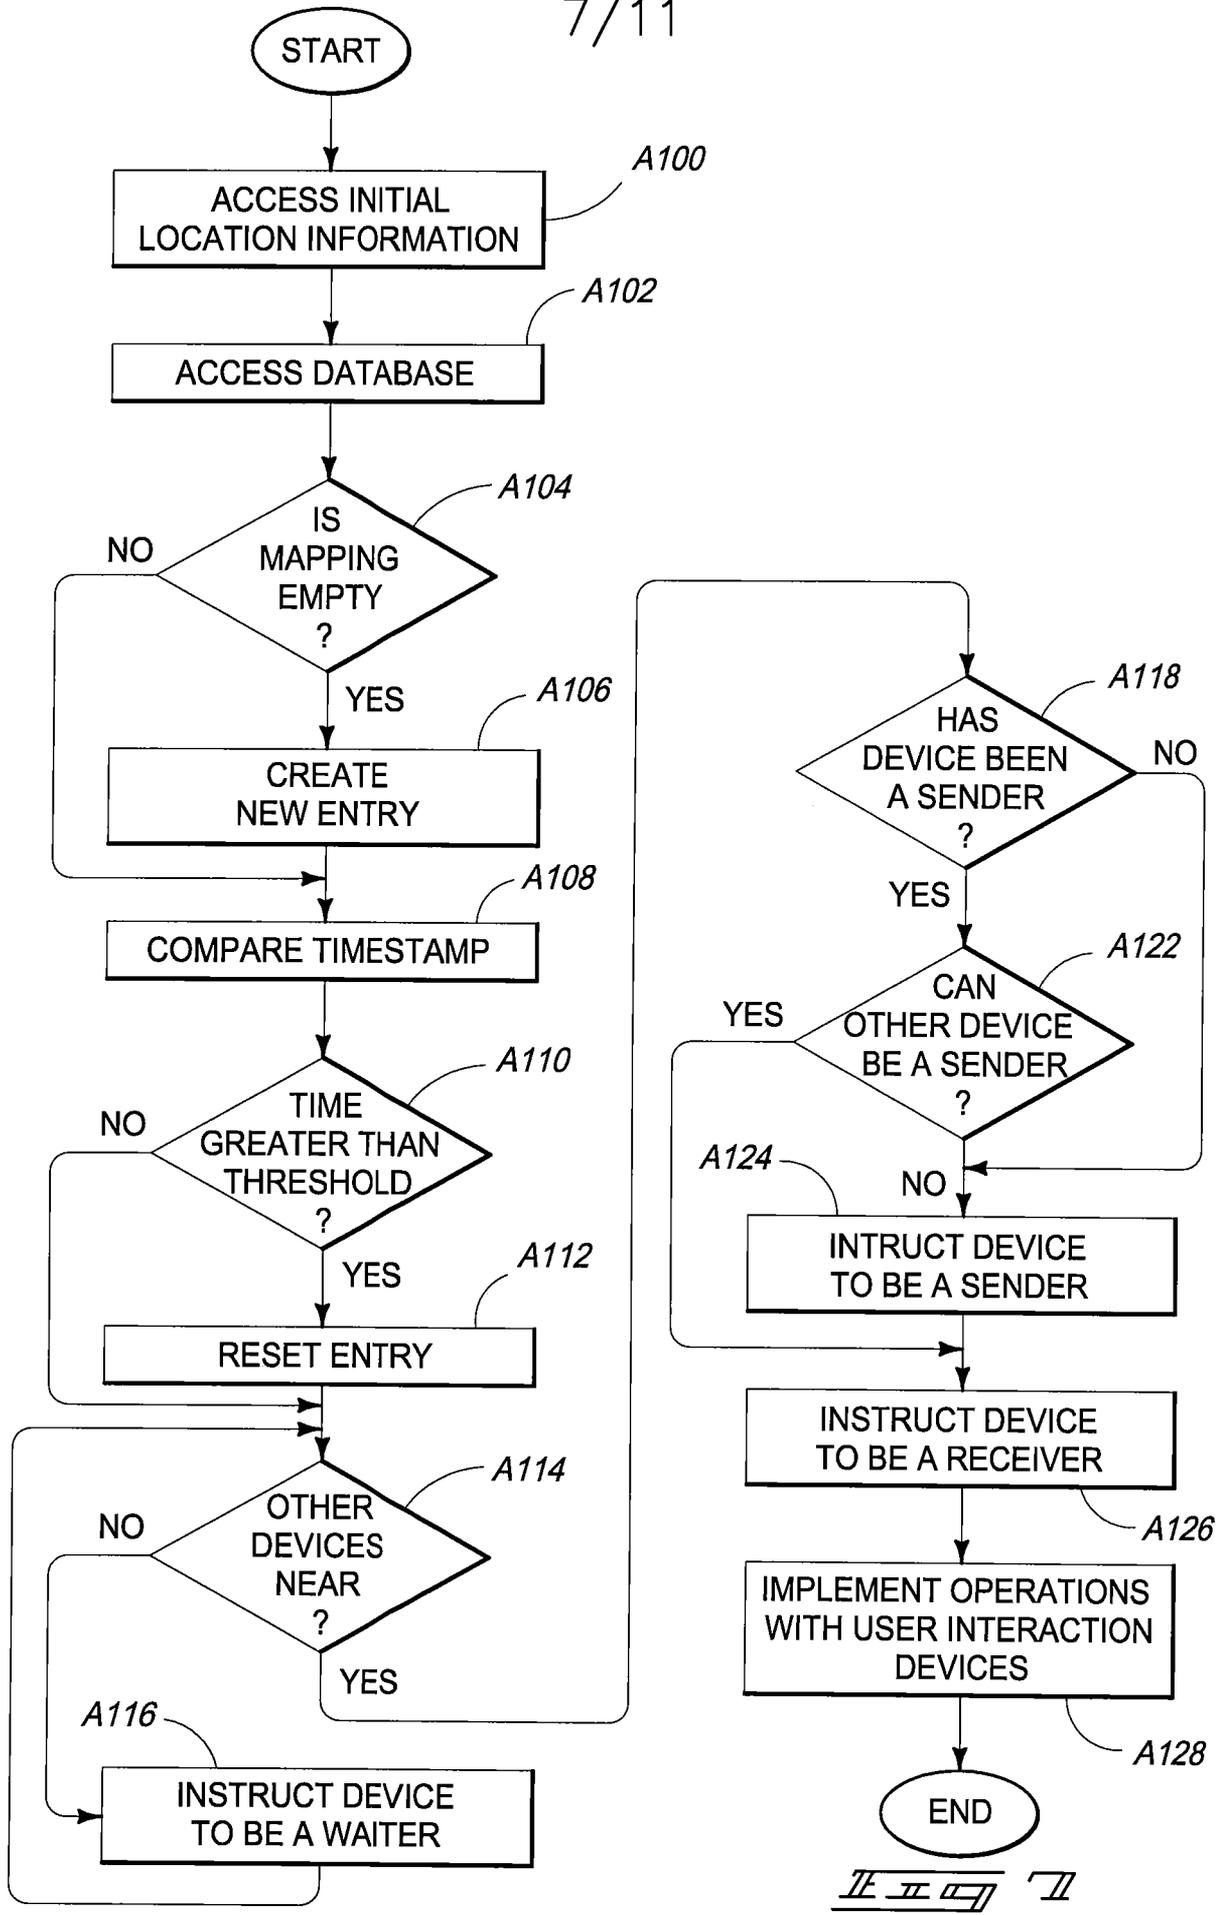 7/11
START
A100
ACCESS INITIAL
LOCATION INFORMATION
A102
ACCESS DATABASE
A104
IS
MAPPING
EMPTY
?
NO
YES
A106
CREATE
NEW ENTRY
A108
COMPARE TIMESTAMP
A110
TIME
GREATER THAN
THRESHOLD
?
NO
YES
A112
RESET ENTRY
A114
OTHER
DEVICES
NEAR
?
NO
YES
A116
INSTRUCT DEVICE
TO BE A WAITER
A118
HAS
DEVICE BEEN
A SENDER
?
NO
YES
A122
CAN
OTHER DEVICE
BE A SENDER
?
YES
NO
A124
INTRUCT DEVICE
TO BE A SENDER
INSTRUCT DEVICE
TO BE A RECEIVER
A126
IMPLEMENT OPERATIONS
WITH USER INTERACTION
DEVICES
A128
END
Fig 7